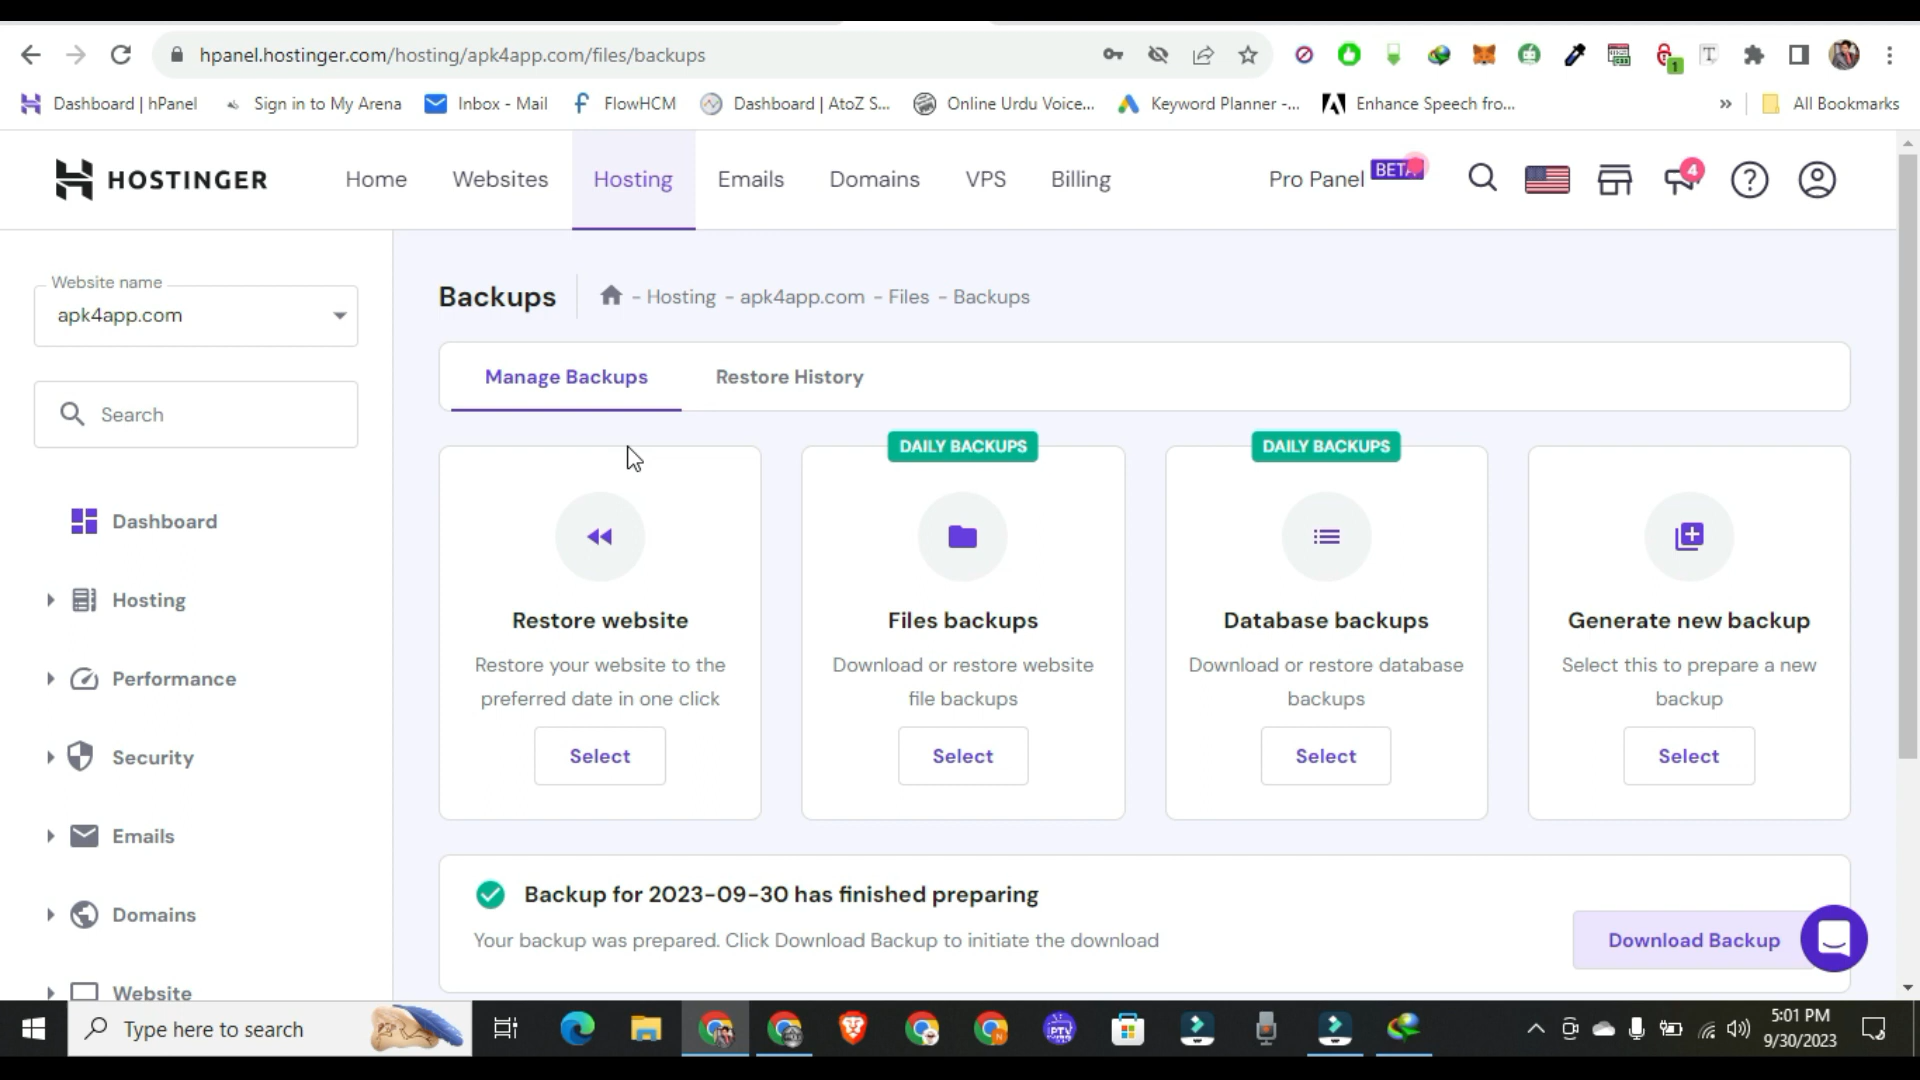 hpanel.hostinger.com/hosting/apk4app.com/files/backups
1
T
Dashboard | hPanel
Sign in to My Arena
Inbox - Mail
FlowHCM
Dashboard | AtoZ S...
Online Urdu Voice...
Keyword Planner -...
Enhance Speech fro...
»
All Bookmarks
HOSTINGER
Home
Websites
Hosting
Emails
Domains
VPS
Billing
Pro Panel
BETA
4
Website name
apk4app.com
Search
Dashboard
Hosting
Performance
Security
Emails
Domains
Website
Backups
- Hosting - apk4app.com - Files - Backups
Manage Backups
Restore History
Restore website
Restore your website to the
preferred date in one click
Select
DAILY BACKUPS
Files backups
Download or restore website
file backups
Select
DAILY BACKUPS
Database backups
Download or restore database
backups
Select
Generate new backup
Select this to prepare a new
backup
Select
Backup for 2023-09-30 has finished preparing
Your backup was prepared. Click Download Backup to initiate the download
Download Backup
Type here to search
5:01 PM
9/30/2023